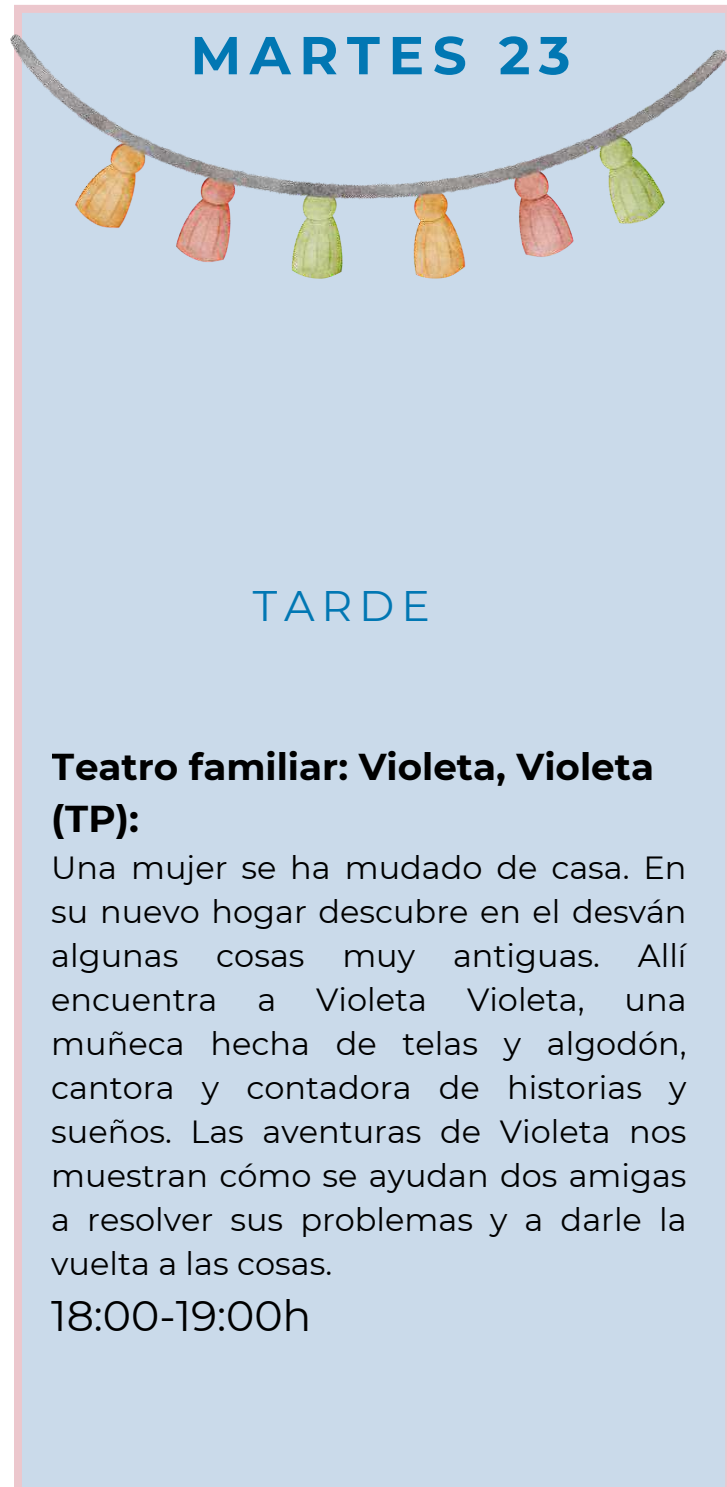 MARTES 23
TARDE
Teatro familiar: Violeta, Violeta
(TP):
Una mujer se ha mudado de casa. En
su nuevo hogar descubre en el desván
algunas cosas muy antiguas. Allí
encuentra a Violeta Violeta, una
muñeca hecha de telas y algodón,
cantora y contadora de historias y
sueños. Las aventuras de Violeta nos
muestran cómo se ayudan dos amigas
a resolver sus problemas y a darle la
vuelta a las cosas.
18:00-19:00h